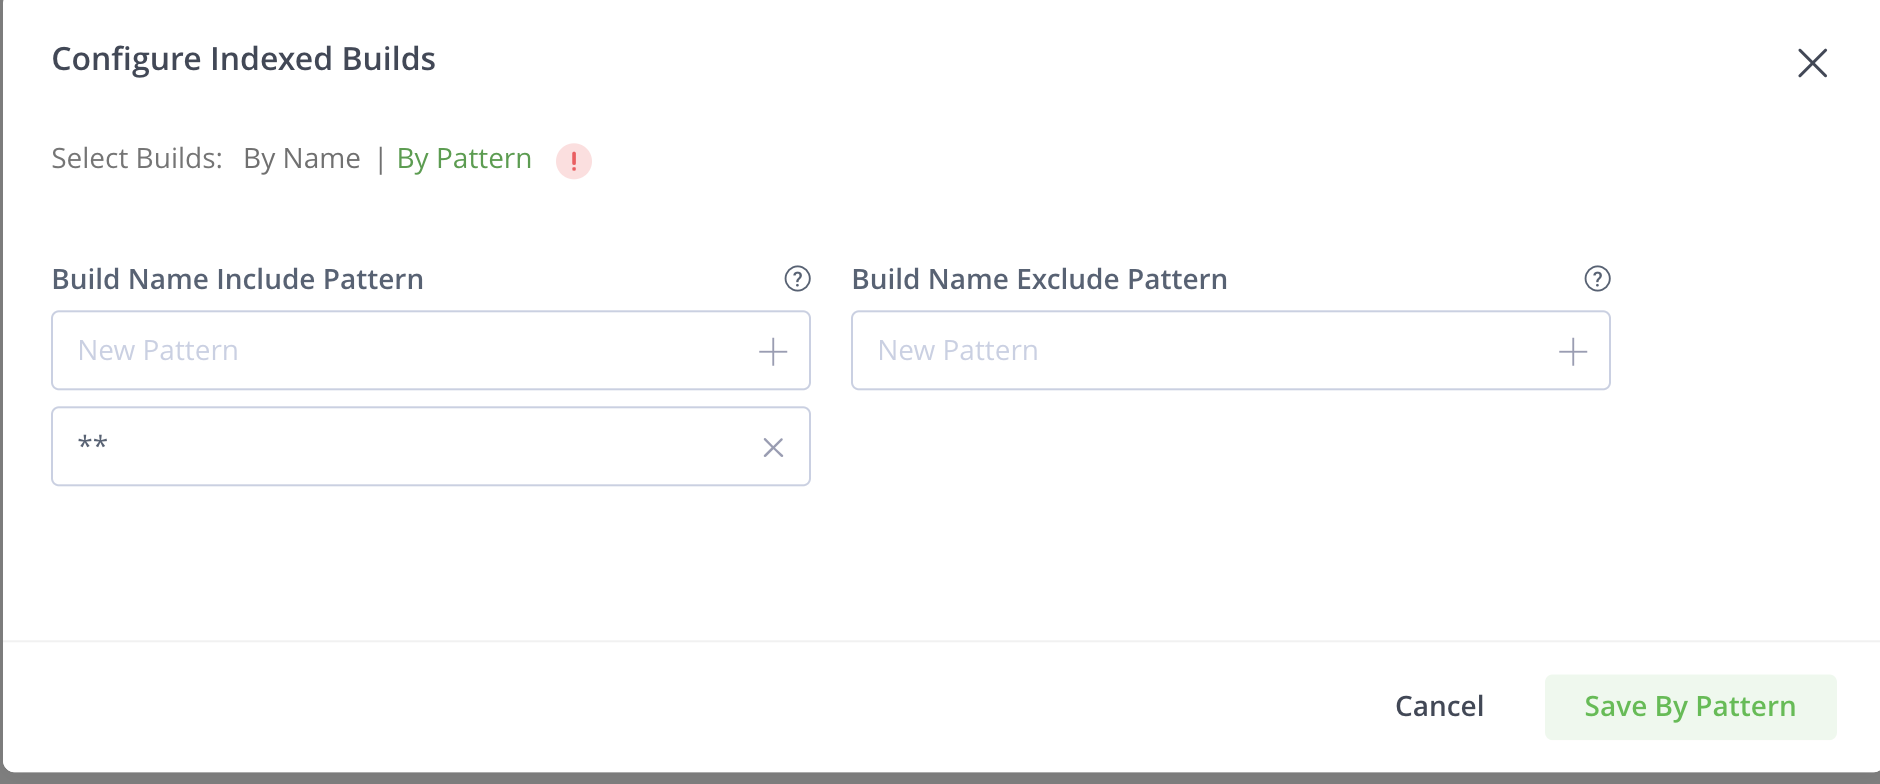 Configure Indexed Builds
Select Builds: By Name | By Pattern !
Build Name Include Pattern ?
Build Name Exclude Pattern ?
New Pattern
New Pattern
**
Cancel
Save By Pattern